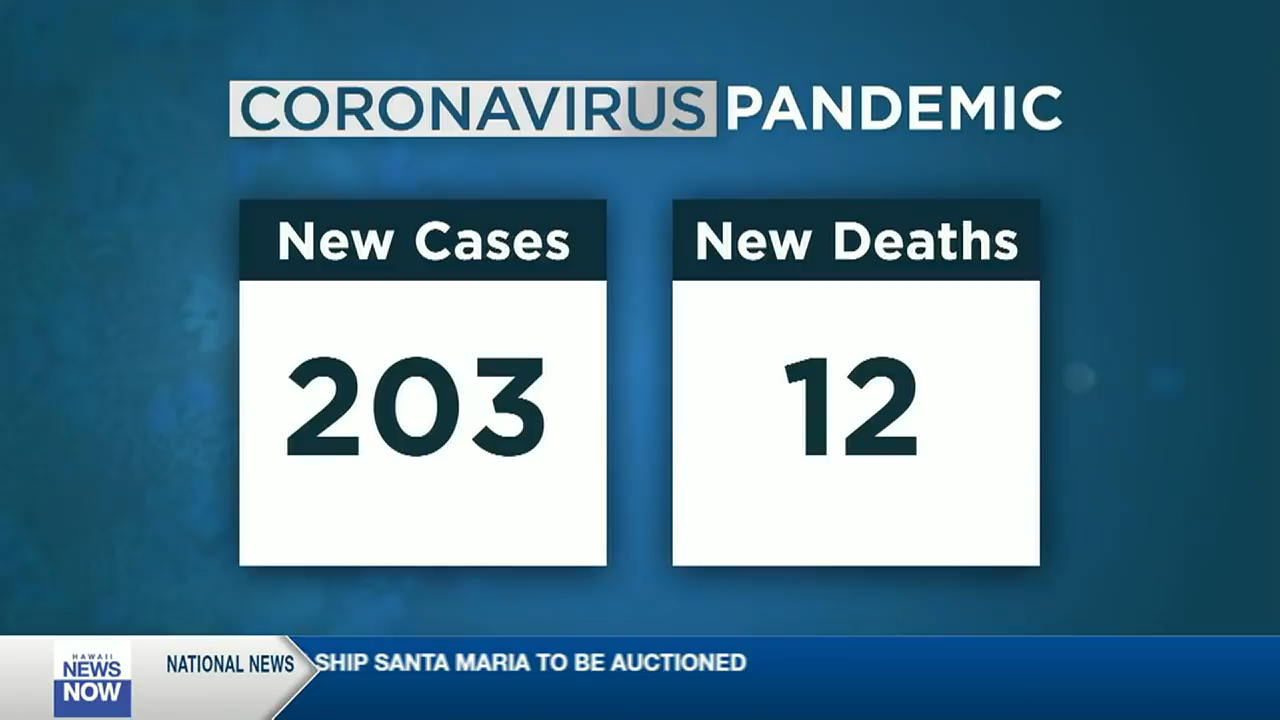 CORONAVIRUS PANDEMIC
New Cases
New Deaths
203
12
HAWAII
NEWS
NOW
NATIONAL NEWS
SHIP SANTA MARIA TO BE AUCTIONED